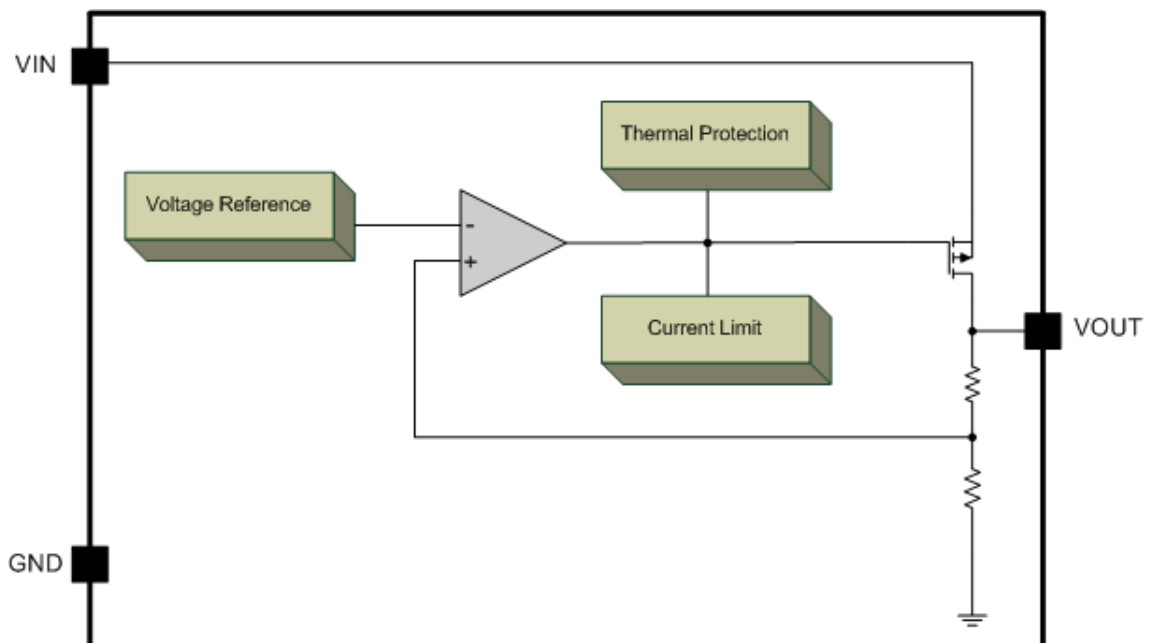 VIN
Thermal Protection
Voltage Reference
-
+
Current Limit
VOUT
GND